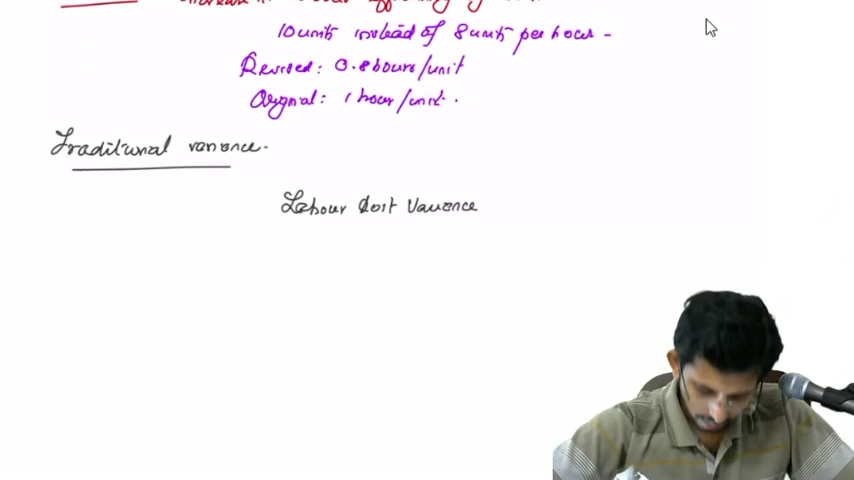 10 units instead of 8 units per hour -
Revised: 0.8 hours/unit
Original: 1 hour/unit.
Traditional variance.
Labour Cost Variance